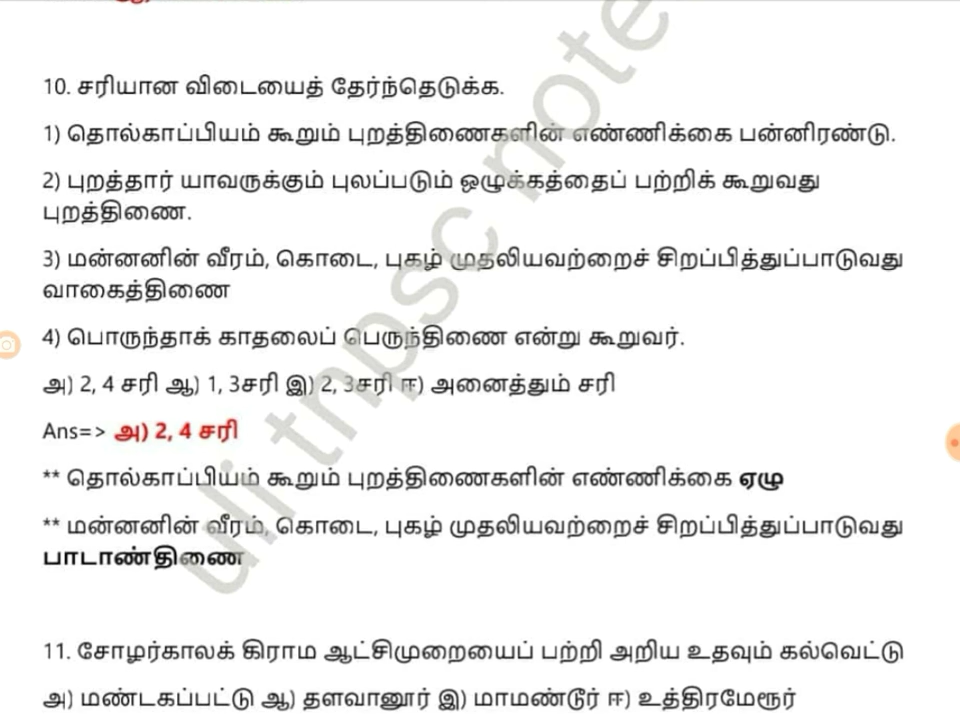 10. சரியான விடையைத் தேர்ந்தெடுக்க.
1) தொல்காப்பியம் கூறும் புறத்திணைகளின் எண்ணிக்கை பன்னிரண்டு.
2) புறத்தார் யாவருக்கும் புலப்படும் ஒழுக்கத்தைப் பற்றிக் கூறுவது
புறத்திணை.
3) மன்னனின் வீரம், கொடை, புகழ் முதலியவற்றைச் சிறப்பித்துப்பாடுவது
வாகைத்திணை
4) பொருந்தாக் காதலைப் பெருந்திணை என்று கூறுவர்.
அ) 2, 4 சரி ஆ) 1, 3சரி இ) 2, 3சரி ஈ) அனைத்தும் சரி
Ans=> அ) 2, 4 சரி
** தொல்காப்பியம் கூறும் புறத்திணைகளின் எண்ணிக்கை ஏழு
** மன்னனின் வீரம், கொடை, புகழ் முதலியவற்றைச் சிறப்பித்துப்பாடுவது
பாடாண்திணை
11. சோழர்காலக் கிராம ஆட்சிமுறையைப் பற்றி அறிய உதவும் கல்வெட்டு
அ) மண்டகப்பட்டு ஆ) தளவானூர் இ) மாமண்டூர் ஈ) உத்திரமேரூர்
uli tnpsc note